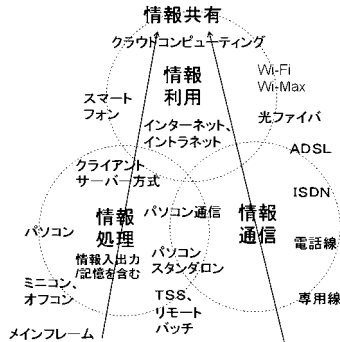 情報共有
クラウドコンピューティング
情報
利用
Wi-Fi
Wi-Max
スマート
フォン
光ファイバ
インターネット、
イントラネット
ADSL
クライアント
サーバー方式
ISDN
パソコン通信
情報
処理
情報
通信
パソコン
電話線
情報入出力
/記憶を含む
パソコン
スタンダロン
ミニコン、
オフコン
TSS、
リモート
バッチ
専用線
メインフレーム